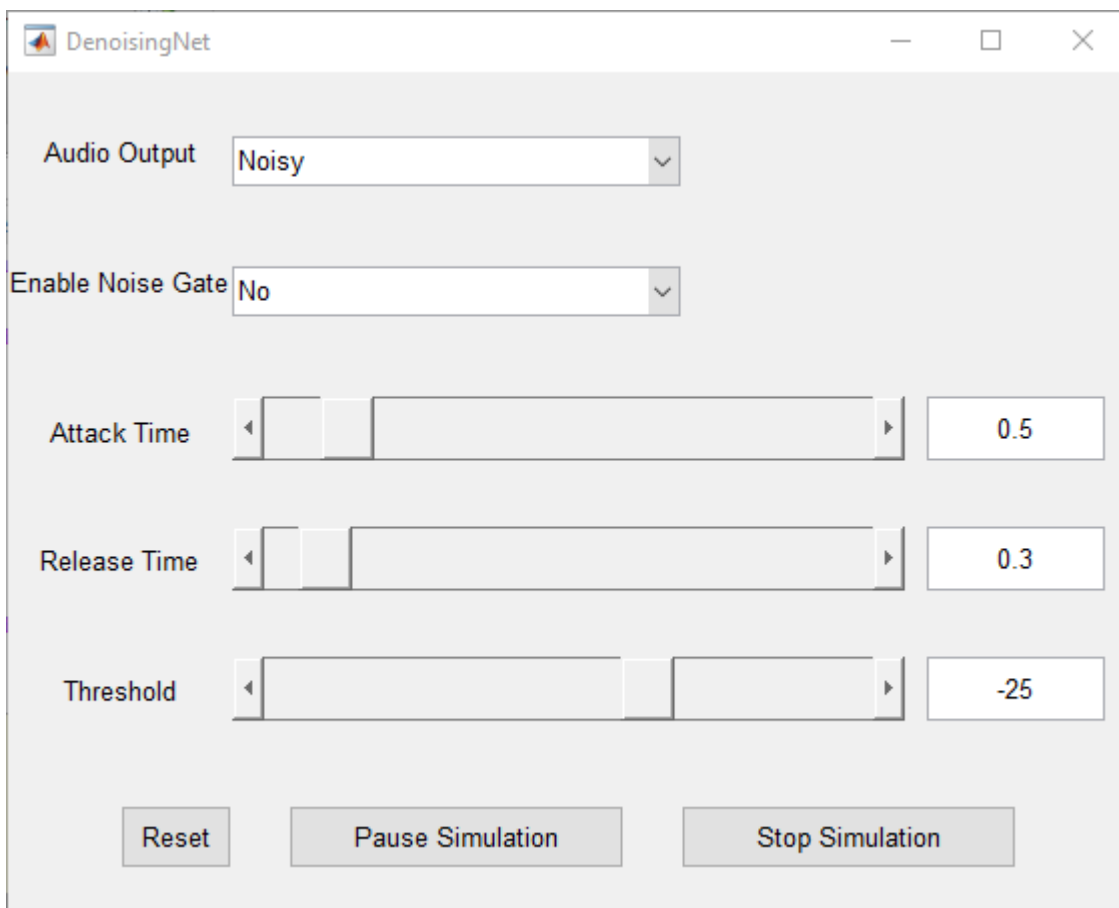 DenoisingNet
Audio Output Noisy
Enable Noise Gate No
Attack Time 0.5
Release Time 0.3
Threshold -25
Reset Pause Simulation Stop Simulation